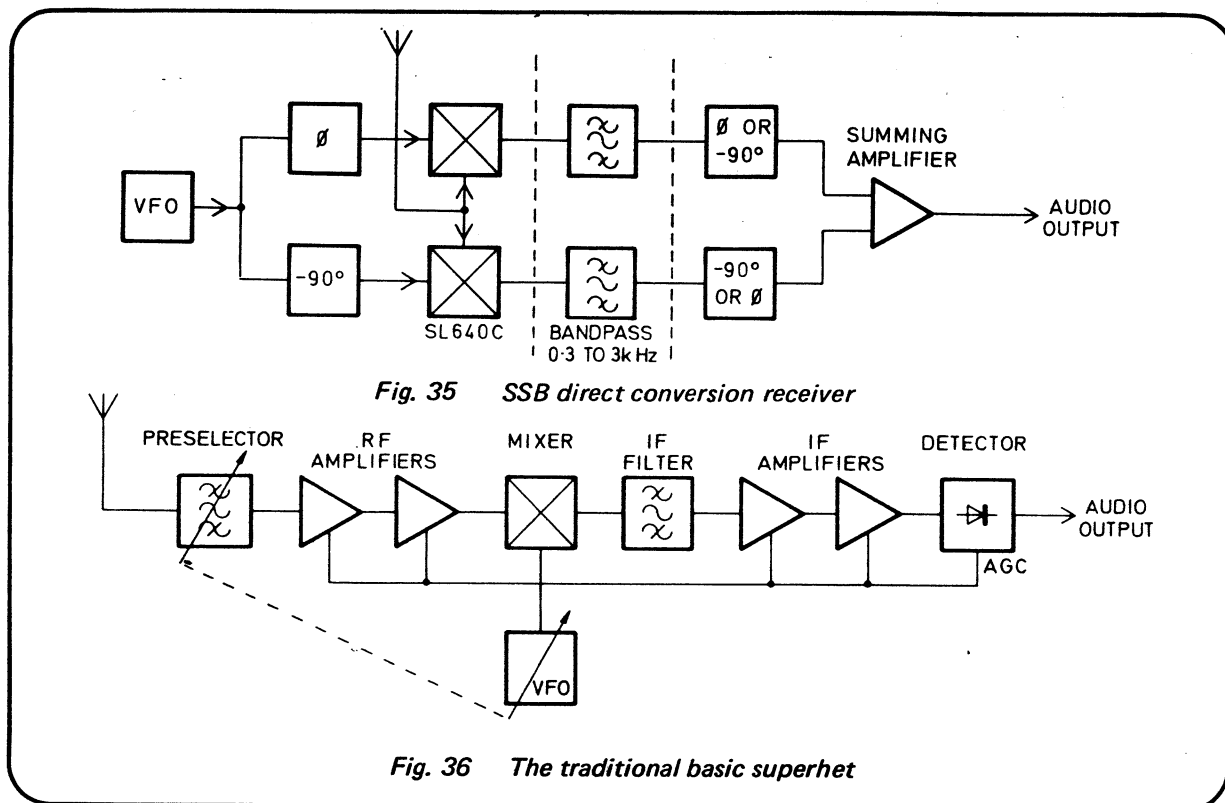 Ø
Ø OR
-90°
SUMMING
AMPLIFIER
VFO
AUDIO
OUTPUT
-90°
-90°
OR Ø
SL640C
BANDPASS
0·3 TO 3kHz
Fig. 35 SSB direct conversion receiver
PRESELECTOR
RF
AMPLIFIERS
MIXER
IF
FILTER
IF
AMPLIFIERS
DETECTOR
AUDIO
OUTPUT
AGC
VFO
Fig. 36 The traditional basic superhet